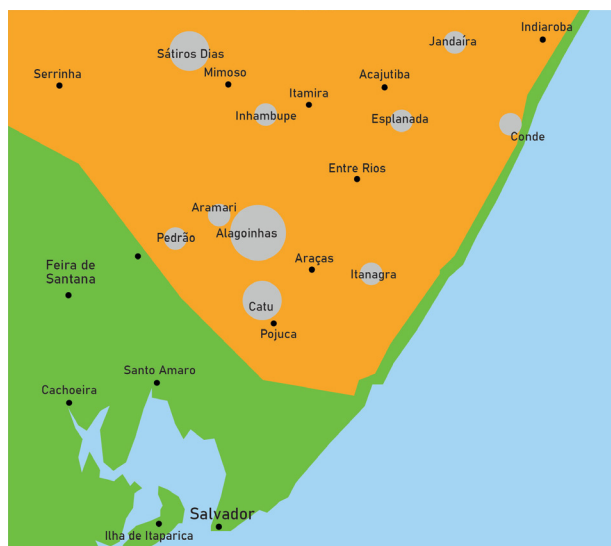 Indiaroba
Jandaíra
Sátiros Dias
Serrinha
Mimoso
Acajutiba
Itamira
Inhambupe
Esplanada
Conde
Entre Rios
Aramari
Alagoinhas
Pedrão
Araças
Itanagra
Feira de
Santana
Catu
Pojuca
Santo Amaro
Cachoeira
Salvador
Ilha de Itaparica